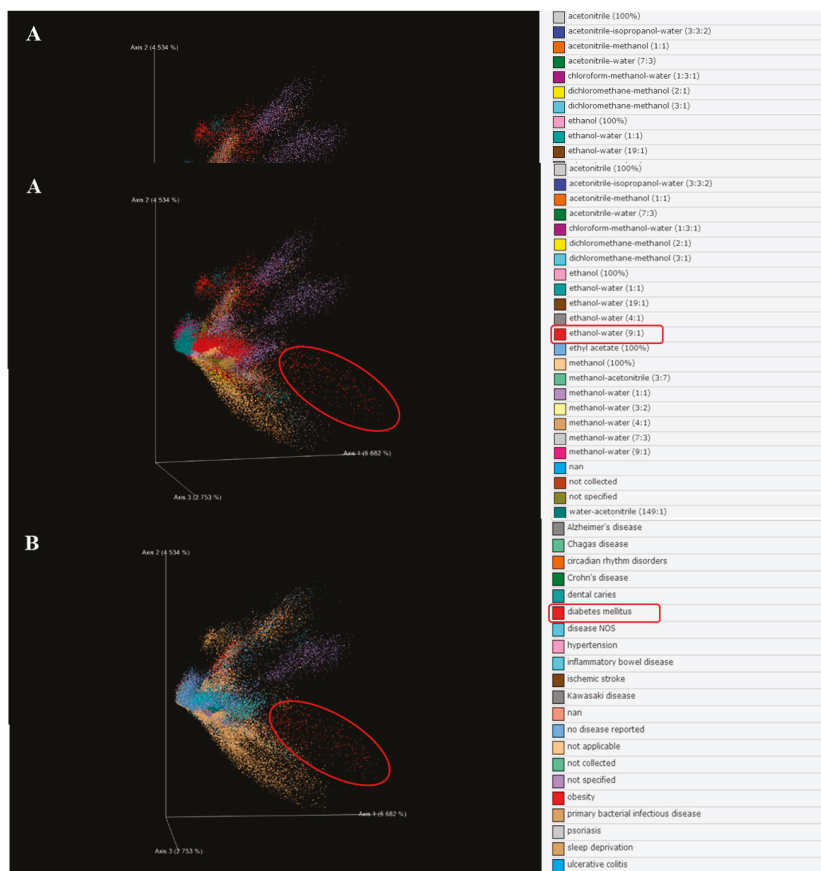 A
Axis 2 (4.534 %)
acetonitrile (100%)
acetonitrile-isopropanol-water (3:3:2)
acetonitrile-methanol (1:1)
acetonitrile-water (7:3)
chloroform-methanol-water (1:3:1)
dichloromethane-methanol (2:1)
dichloromethane-methanol (3:1)
ethanol (100%)
ethanol-water (1:1)
ethanol-water (19:1)
A
Axis 2 (4.534 %)
Axis 1 (6 682 %)
Axis 3 (2 753 %)
acetonitrile (100%)
acetonitrile-isopropanol-water (3:3:2)
acetonitrile-methanol (1:1)
acetonitrile-water (7:3)
chloroform-methanol-water (1:3:1)
dichloromethane-methanol (2:1)
dichloromethane-methanol (3:1)
ethanol (100%)
ethanol-water (1:1)
ethanol-water (19:1)
ethanol-water (4:1)
ethanol-water (9:1)
ethyl acetate (100%)
methanol (100%)
methanol-acetonitrile (3:7)
methanol-water (1:1)
methanol-water (3:2)
methanol-water (4:1)
methanol-water (7:3)
methanol-water (9:1)
nan
not collected
not specified
water-acetonitrile (149:1)
B
Axis 2 (4 534 %)
Axis 1 (6 682 %)
Axis 3 (2 753 %)
Alzheimer's disease
Chagas disease
circadian rhythm disorders
Crohn's disease
dental caries
diabetes mellitus
disease NOS
hypertension
inflammatory bowel disease
ischemic stroke
Kawasaki disease
nan
no disease reported
not applicable
not collected
not specified
obesity
primary bacterial infectious disease
psoriasis
sleep deprivation
ulcerative colitis